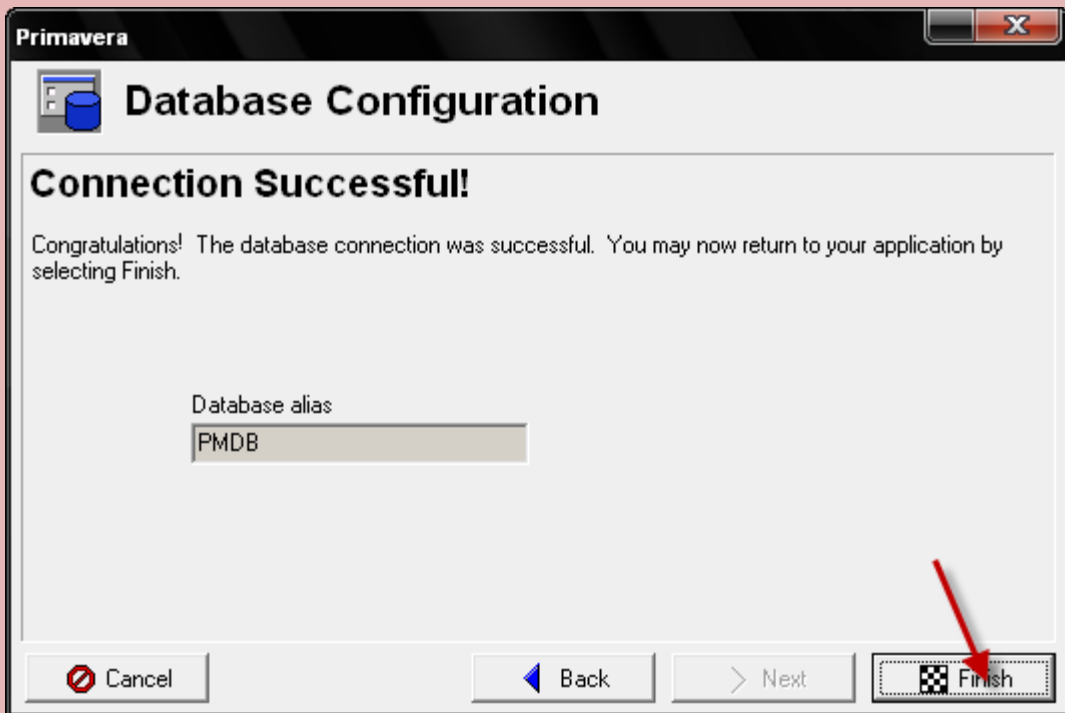 Primavera
Database Configuration
Connection Successful!
Congratulations! The database connection was successful. You may now return to your application by
selecting Finish.
Database alias
PMDB
Cancel
Back
Next
Finish